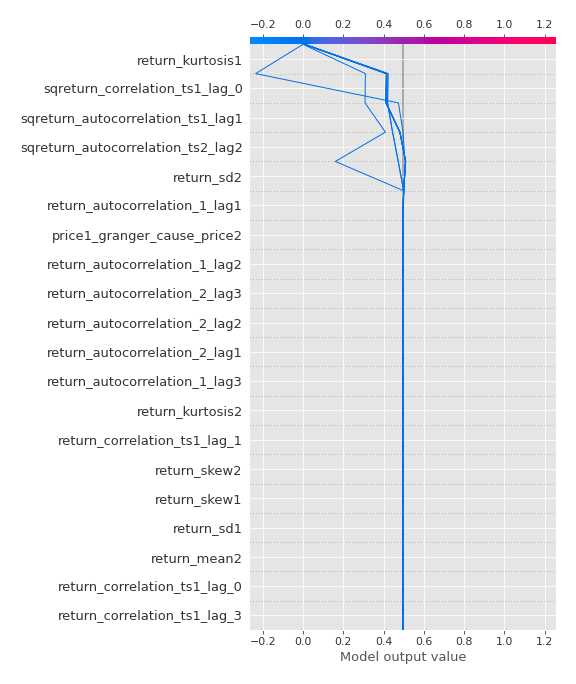 −0.2 0.0 0.2 0.4 0.6 0.8 1.0 1.2
return_kurtosis1
sqreturn_correlation_ts1_lag_0
sqreturn_autocorrelation_ts1_lag1
sqreturn_autocorrelation_ts2_lag2
return_sd2
return_autocorrelation_1_lag1
price1_granger_cause_price2
return_autocorrelation_1_lag2
return_autocorrelation_2_lag3
return_autocorrelation_2_lag2
return_autocorrelation_2_lag1
return_autocorrelation_1_lag3
return_kurtosis2
return_correlation_ts1_lag_1
return_skew2
return_skew1
return_sd1
return_mean2
return_correlation_ts1_lag_0
return_correlation_ts1_lag_3
−0.2 0.0 0.2 0.4 0.6 0.8 1.0 1.2
Model output value